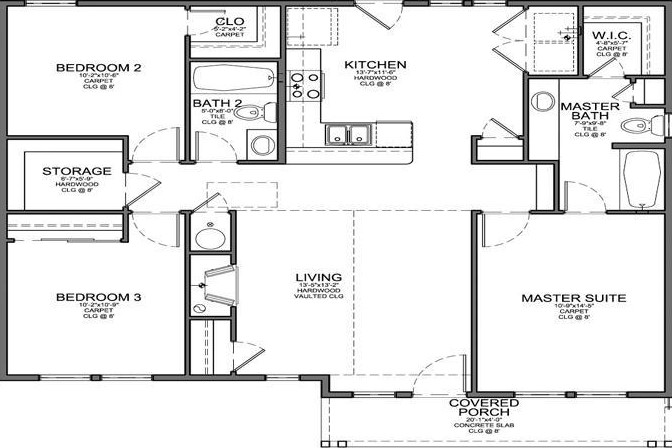 CLO
5'-2"x4'-2"
CARPET
BEDROOM 2
10'-2"x10'-6"
CARPET
CLG @ 8'
BATH 2
5'-0"x8'-0"
TILE
CLG @ 8'
KITCHEN
13'-7"x11'-6"
HARDWOOD
CLG @ 8'
W.I.C.
4'-8"x5'-7"
CARPET
CLG @ 8'
MASTER
BATH
7'-9"x9'-8"
TILE
CLG @ 8'
STORAGE
6'-7"x5'-9"
HARDWOOD
CLG @ 8'
BEDROOM 3
10'-2"x10'-9"
CARPET
CLG @ 8'
LIVING
13'-5"x13'-2"
HARDWOOD
VAULTED CLG
MASTER SUITE
10'-9"x14'-5"
CARPET
CLG @ 8'
COVERED
PORCH
20'-1"x4'-0"
CONCRETE SLAB
CLG @ 8'